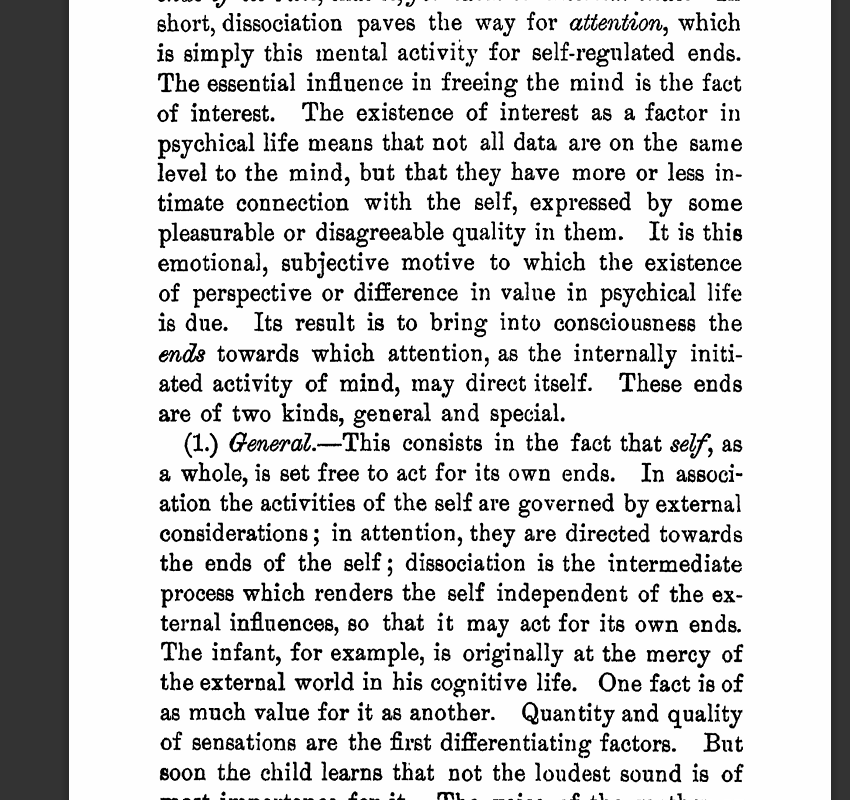 short, dissociation paves the way for attention, which
is simply this mental activity for self-regulated ends.
The essential influence in freeing the mind is the fact
of interest. The existence of interest as a factor in
psychical life means that not all data are on the same
level to the mind, but that they have more or less in-
timate connection with the self, expressed by some
pleasurable or disagreeable quality in them. It is this
emotional, subjective motive to which the existence
of perspective or difference in value in psychical life
is due. Its result is to bring into consciousness the
ends towards which attention, as the internally initi-
ated activity of mind, may direct itself. These ends
are of two kinds, general and special.
(1.) General.—This consists in the fact that self, as
a whole, is set free to act for its own ends. In associ-
ation the activities of the self are governed by external
considerations; in attention, they are directed towards
the ends of the self; dissociation is the intermediate
process which renders the self independent of the ex-
ternal influences, so that it may act for its own ends.
The infant, for example, is originally at the mercy of
the external world in his cognitive life. One fact is of
as much value for it as another. Quantity and quality
of sensations are the first differentiating factors. But
soon the child learns that not the loudest sound is of